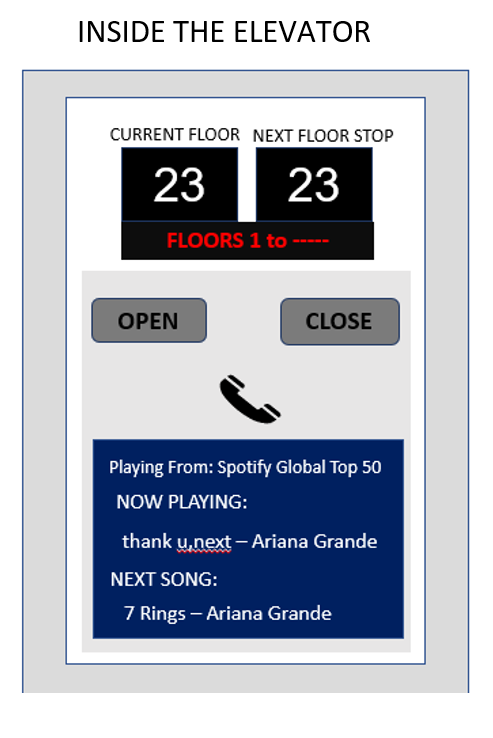 INSIDE THE ELEVATOR
CURRENT FLOOR NEXT FLOOR STOP
23 23
FLOORS 1 to -----
OPEN CLOSE
Playing From: Spotify Global Top 50
NOW PLAYING:
thank u,next – Ariana Grande
NEXT SONG:
7 Rings – Ariana Grande